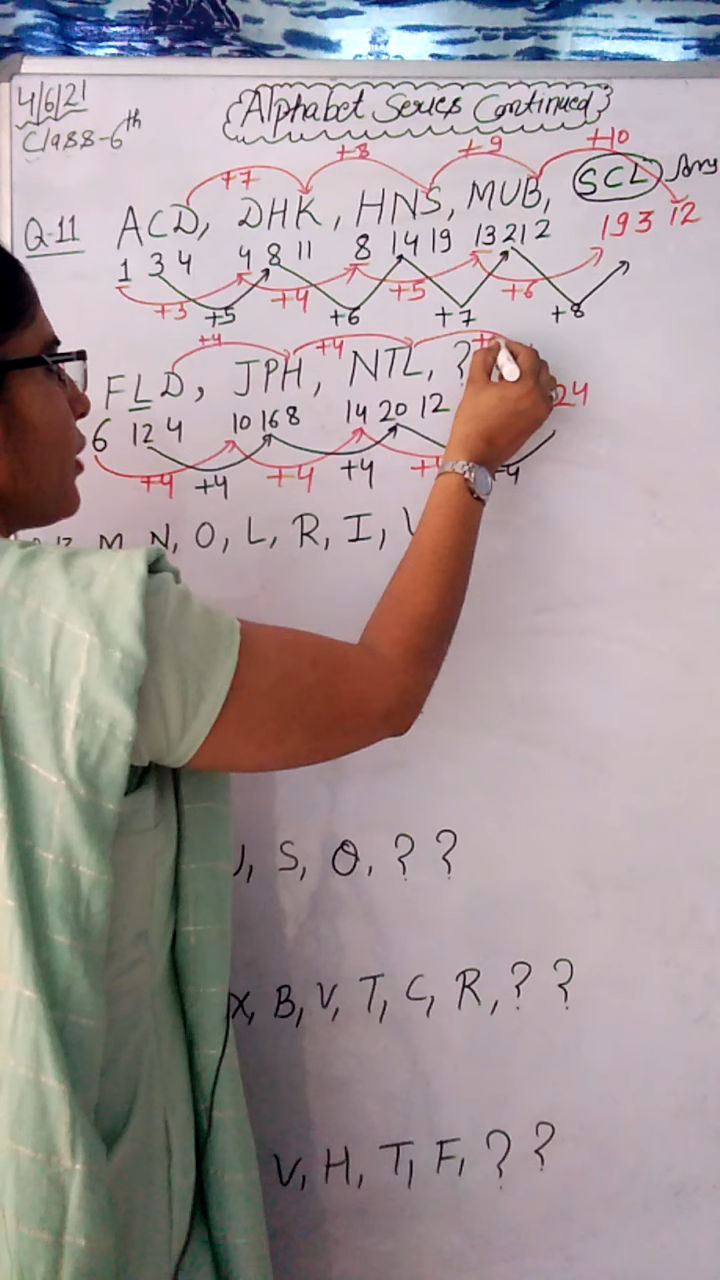 4/6/21
Class-6th
Alphabet Series Continued
+7 +8 +9 +10
Q-11 ACD, DHK, HNS, MUB, SCL Ans
1 3 4 4 8 11 8 14 19 13 21 2 19 3 12
+3 +5 +4 +6 +5 +7 +6 +8
+4 +4
FLD, JPH, NTL, ?
6 12 4 10 16 8 14 20 12 24
+4 +4 +4 +4
M, N, O, L, R, I,
S, O, ? ?
X, B, V, T, C, R, ? ?
V, H, T, F, ? ?